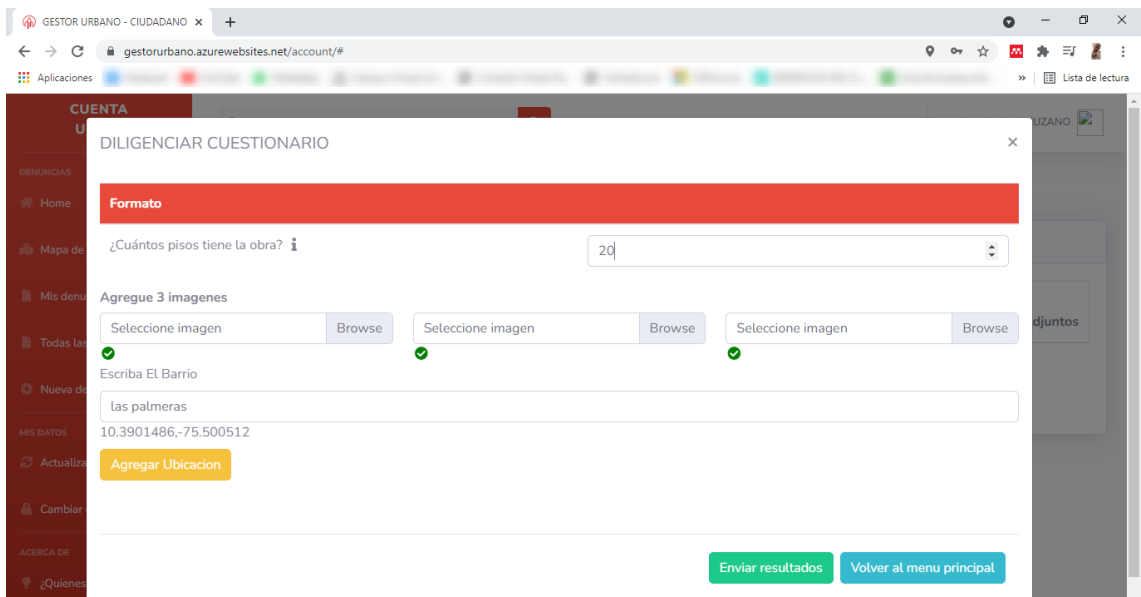 GESTOR URBANO - CIUDADANO
gestorurbano.azurewebsites.net/account/#
Aplicaciones
» Lista de lectura
CUENTA
U
UZANO
DILIGENCIAR CUESTIONARIO
DENUNCIAS
Home
Formato
Mapa de
¿Cuántos pisos tiene la obra?
20
Mis denu
Agregue 3 imagenes
Seleccione imagen Browse Seleccione imagen Browse Seleccione imagen Browse
djuntos
Todas las
Escriba El Barrio
Nueva de
las palmeras
MIS DATOS
10.3901486,-75.500512
Actualiza
Agregar Ubicacion
Cambiar
ACERCA DE
Enviar resultados Volver al menu principal
¿Quienes